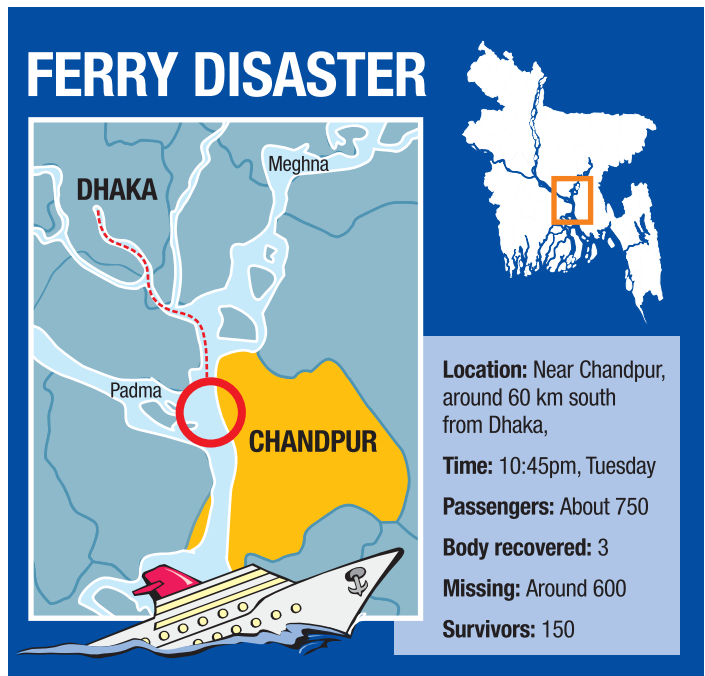 FERRY DISASTER
Meghna
DHAKA
Padma
CHANDPUR
Location: Near Chandpur,
around 60 km south
from Dhaka,
Time: 10:45pm, Tuesday
Passengers: About 750
Body recovered: 3
Missing: Around 600
Survivors: 150